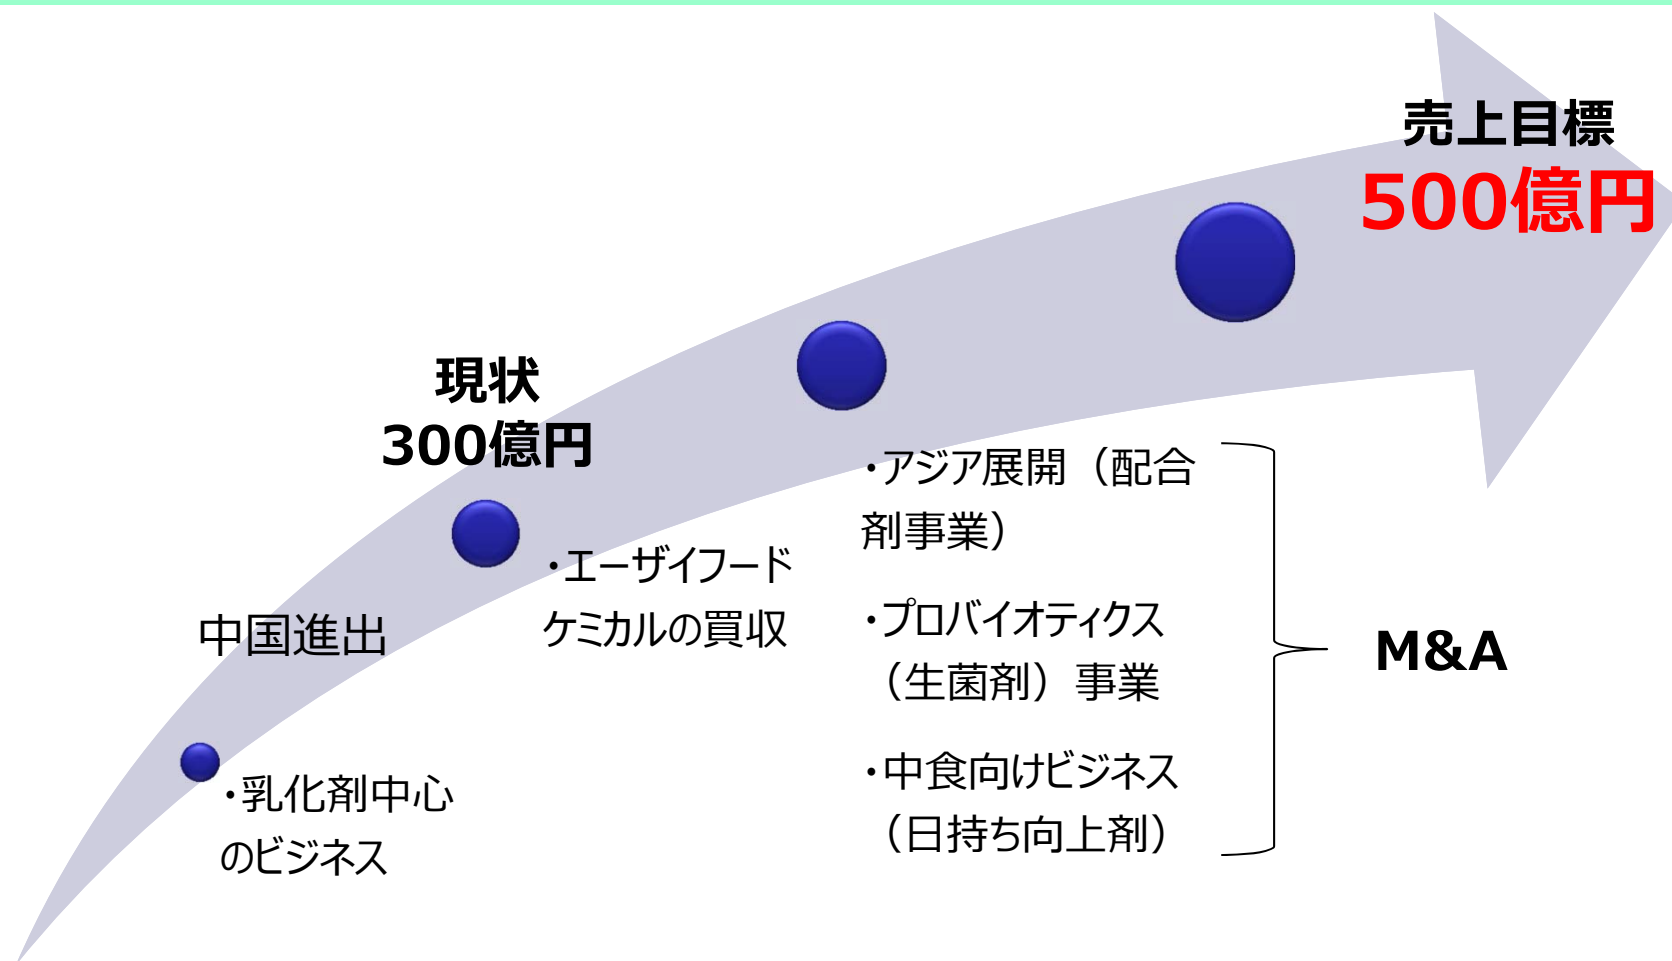 売上目標
500億円
現状
300億円
・アジア展開（配合
剤事業）
・エーザイフード
ケミカルの買収
中国進出
・プロバイオティクス
（生菌剤）事業
M&A
・乳化剤中心
のビジネス
・中食向けビジネス
（日持ち向上剤）